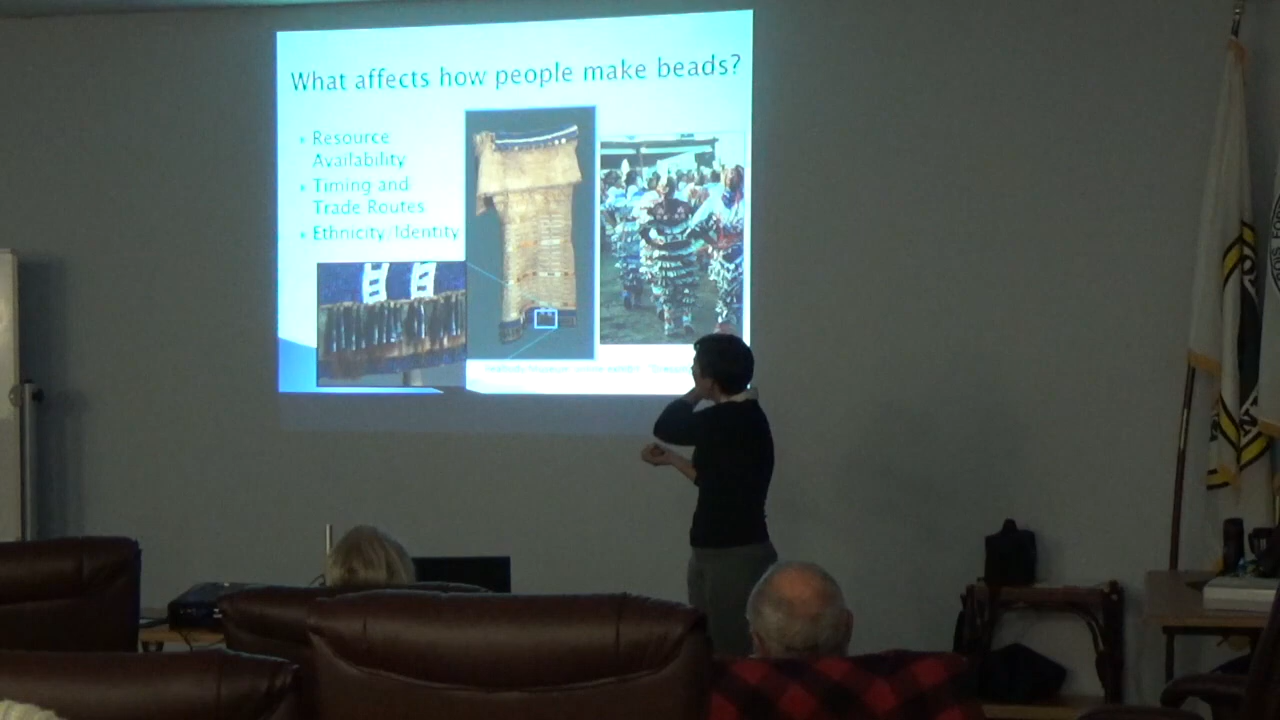 What affects how people make beads?
Resource
Availability
Timing and
Trade Routes
Ethnicity/Identity